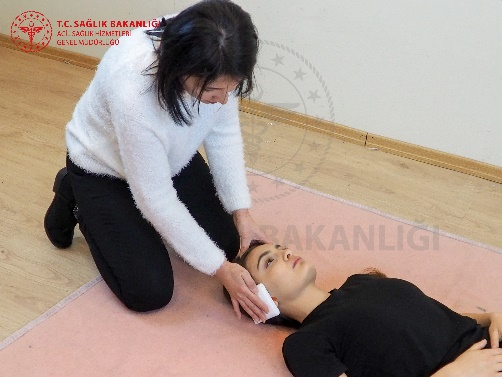 T.C. SAĞLIK BAKANLIĞI
ACİL SAĞLIK HİZMETLERİ
GENEL MÜDÜRLÜĞÜ
BAKANLIĞI